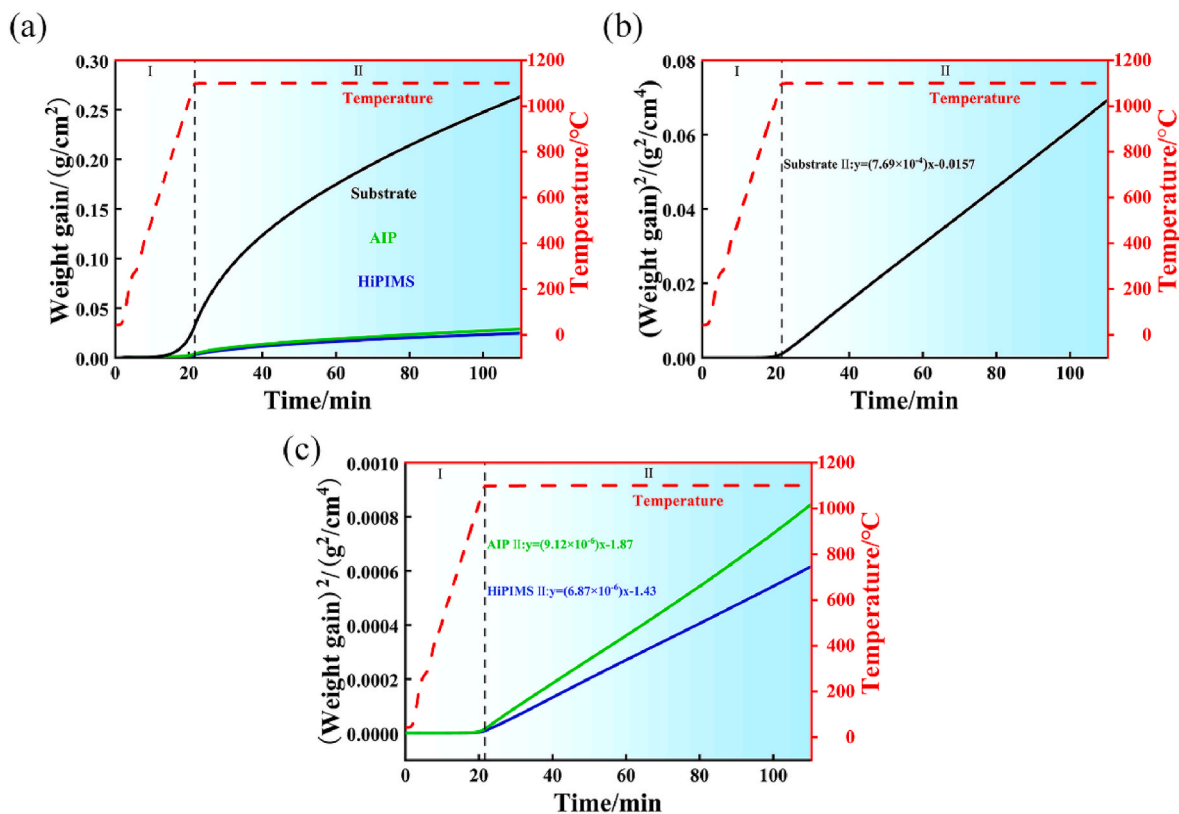 (a)
0.30
0.25
0.20
0.15
0.10
0.05
0.00
Weight gain/ (g/cm²)
I
II
Temperature
Substrate
AIP
HiPIMS
1200
1000
800
600
400
200
0
Temperature/°C
0 20 40 60 80 100
Time/min
(b)
0.08
0.06
0.04
0.02
0.00
(Weight gain)²/(g²/cm⁴)
I
II
Temperature
Substrate II:y=(7.69×10⁻⁴)x-0.0157
1200
1000
800
600
400
200
0
Temperature/°C
0 20 40 60 80 100
Time/min
(c)
0.0010
0.0008
0.0006
0.0004
0.0002
0.0000
(Weight gain) ²/ (g²/cm⁴)
I
II
Temperature
AIP II:y=(9.12×10⁻⁶)x-1.87
HiPIMS II:y=(6.87×10⁻⁶)x-1.43
1200
1000
800
600
400
200
0
Temperature/°C
0 20 40 60 80 100
Time/min